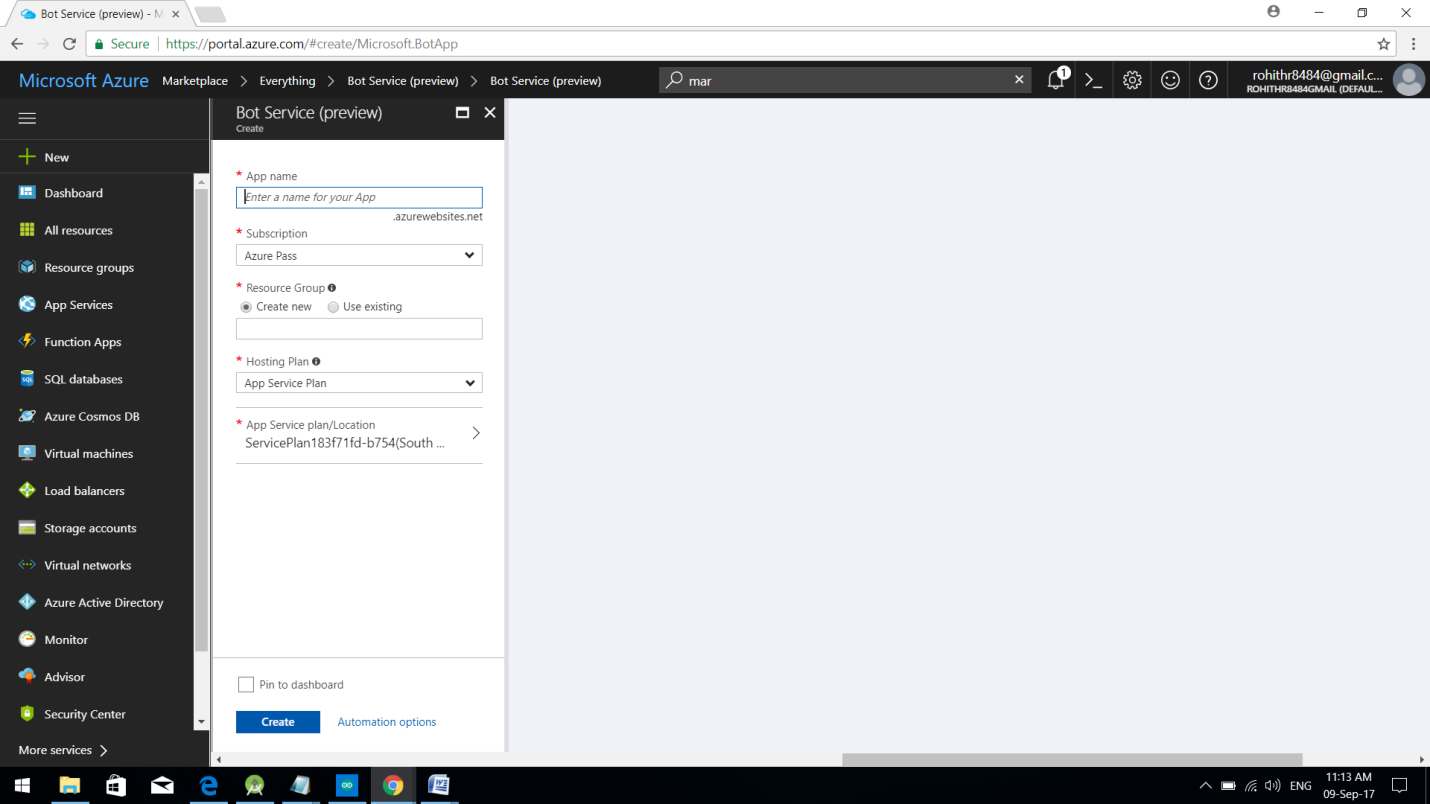 Bot Service (preview) - M
Secure
https://portal.azure.com/#create/Microsoft.BotApp
Microsoft Azure Marketplace > Everything > Bot Service (preview) > Bot Service (preview)
mar
1
rohithr8484@gmail.c...
ROHITHR8484GMAIL (DEFAUL...
New
Dashboard
All resources
Resource groups
App Services
Function Apps
SQL databases
Azure Cosmos DB
Virtual machines
Load balancers
Storage accounts
Virtual networks
Azure Active Directory
Monitor
Advisor
Security Center
More services >
Bot Service (preview)
Create
* App name
Enter a name for your App
.azurewebsites.net
* Subscription
Azure Pass
* Resource Group
Create new Use existing
* Hosting Plan
App Service Plan
* App Service plan/Location
ServicePlan183f71fd-b754(South ...
Pin to dashboard
Create Automation options
ENG
11:13 AM
09-Sep-17